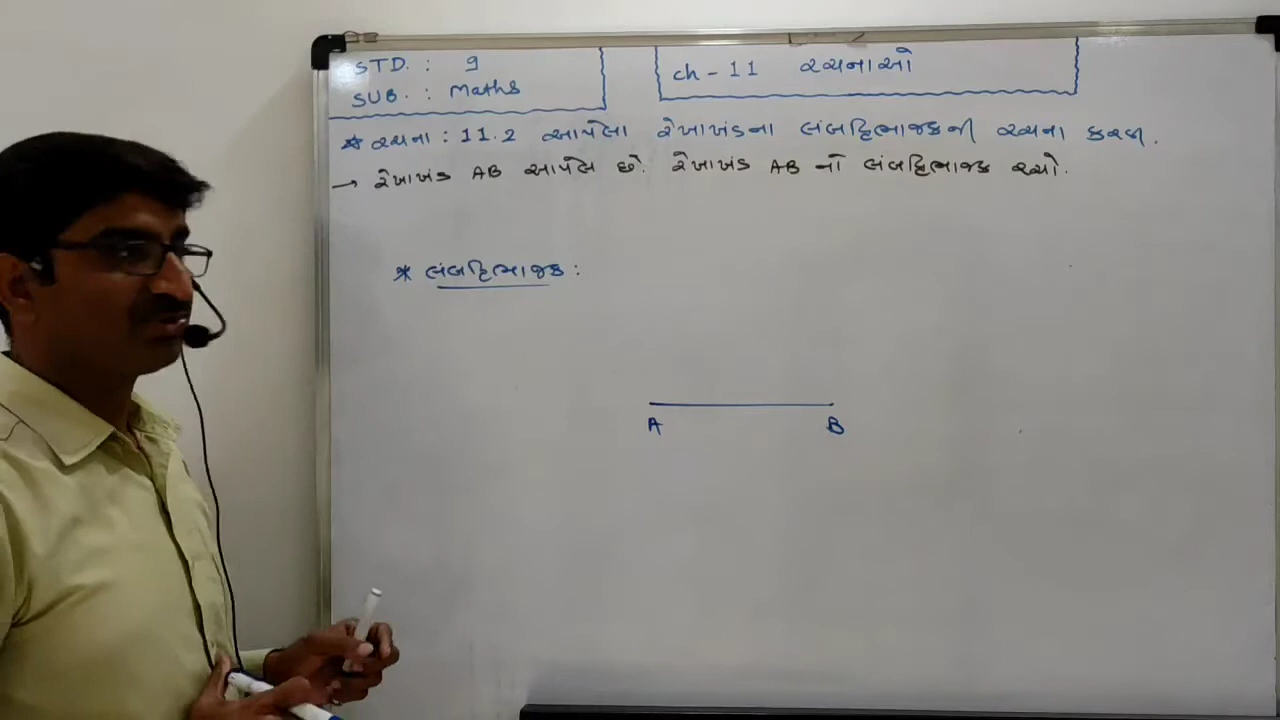 STD. : 9
SUB. : Maths
ch - 11 રચનાઓ
* રચના : 11.2 આપેલા રેખાખંડના લંબદ્વિભાજકની રચના કરવી.
→ રેખાખંડ AB આપેલ છે. રેખાખંડ AB નો લંબદ્વિભાજક રચો.
* લંબદ્વિભાજક :
A B